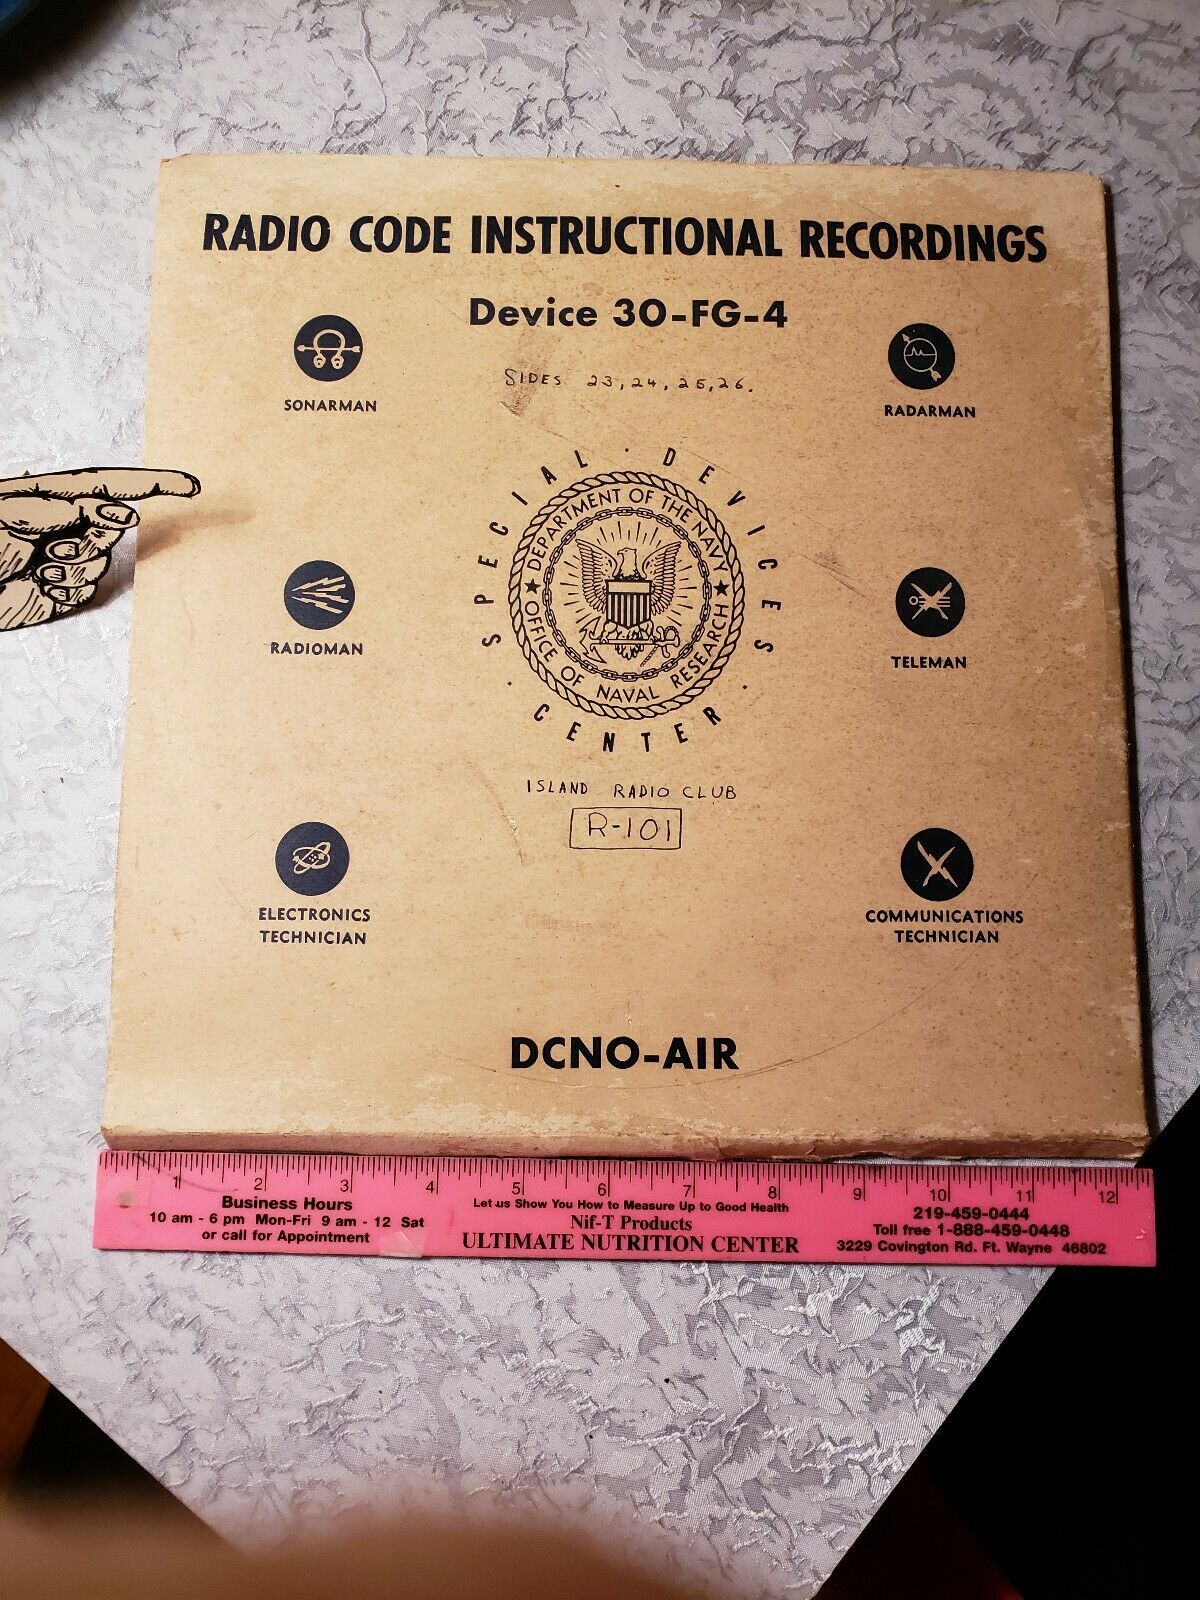 RADIO CODE INSTRUCTIONAL RECORDINGS
Device 30-FG-4
SIDES 23, 24, 25, 26.
SONARMAN
RADARMAN
SPECIAL · DEVICES
DEPARTMENT OF THE NAVY
OFFICE OF NAVAL RESEARCH
· CENTER ·
RADIOMAN
TELEMAN
ISLAND RADIO CLUB
R-101
ELECTRONICS
TECHNICIAN
COMMUNICATIONS
TECHNICIAN
DCNO-AIR
1 2 3 4 5 6 7 8 9 10 11 12
Business Hours
10 am - 6 pm Mon-Fri 9 am - 12 Sat
or call for Appointment
Let us Show You How to Measure Up to Good Health
Nif-T Products
ULTIMATE NUTRITION CENTER
219-459-0444
Toll free 1-888-459-0448
3229 Covington Rd. Ft. Wayne 46802